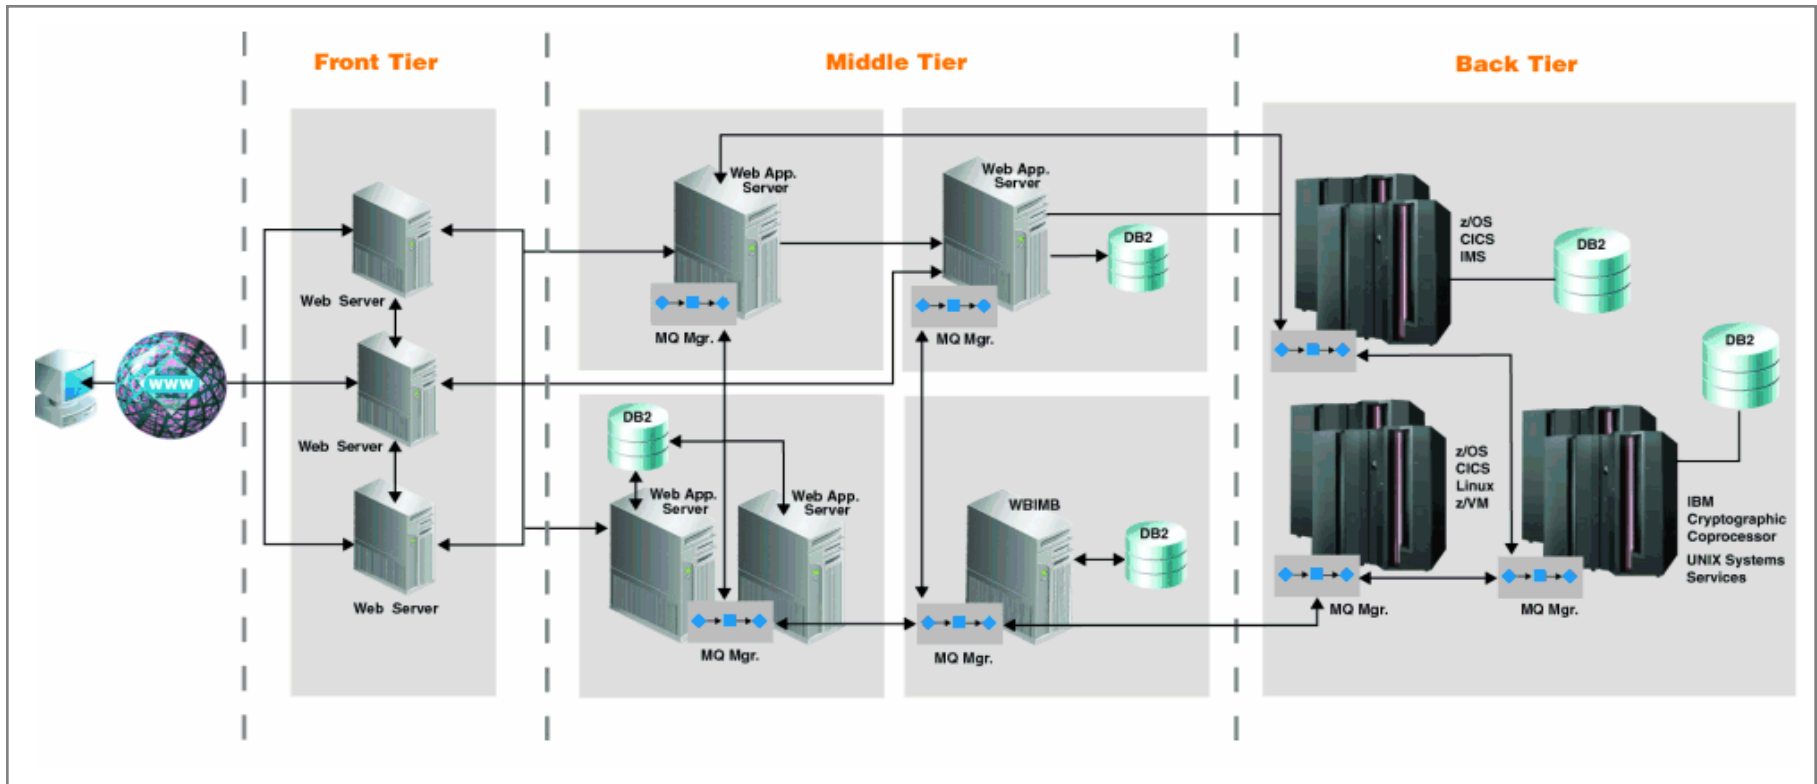 Front Tier
Middle Tier
Back Tier
Web App.
Server
Web App.
Server
DB2
z/OS
CICS
IMS
DB2
Web Server
MQ Mgr.
MQ Mgr.
DB2
WWW
Web Server
DB2
Web App.
Server
Web App.
Server
WBIMB
DB2
z/OS
CICS
Linux
z/VM
IBM
Cryptographic
Coprocessor
UNIX Systems
Services
Web Server
MQ Mgr.
MQ Mgr.
MQ Mgr.
MQ Mgr.